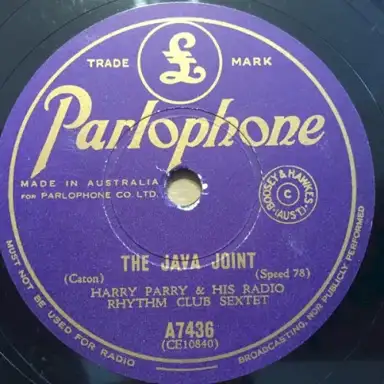 TRADE MARK
Parlophone
MADE IN AUSTRALIA
FOR PARLOPHONE CO. LTD.
BOOSEY & HAWKES
(AUST.)
C
THE JAVA JOINT
(Caton) (Speed 78)
HARRY PARRY & HIS RADIO
RHYTHM CLUB SEXTET
A7436
(CE10840)
MUST NOT BE USED FOR RADIO
BROADCASTING, NOR PUBLICLY PERFORMED